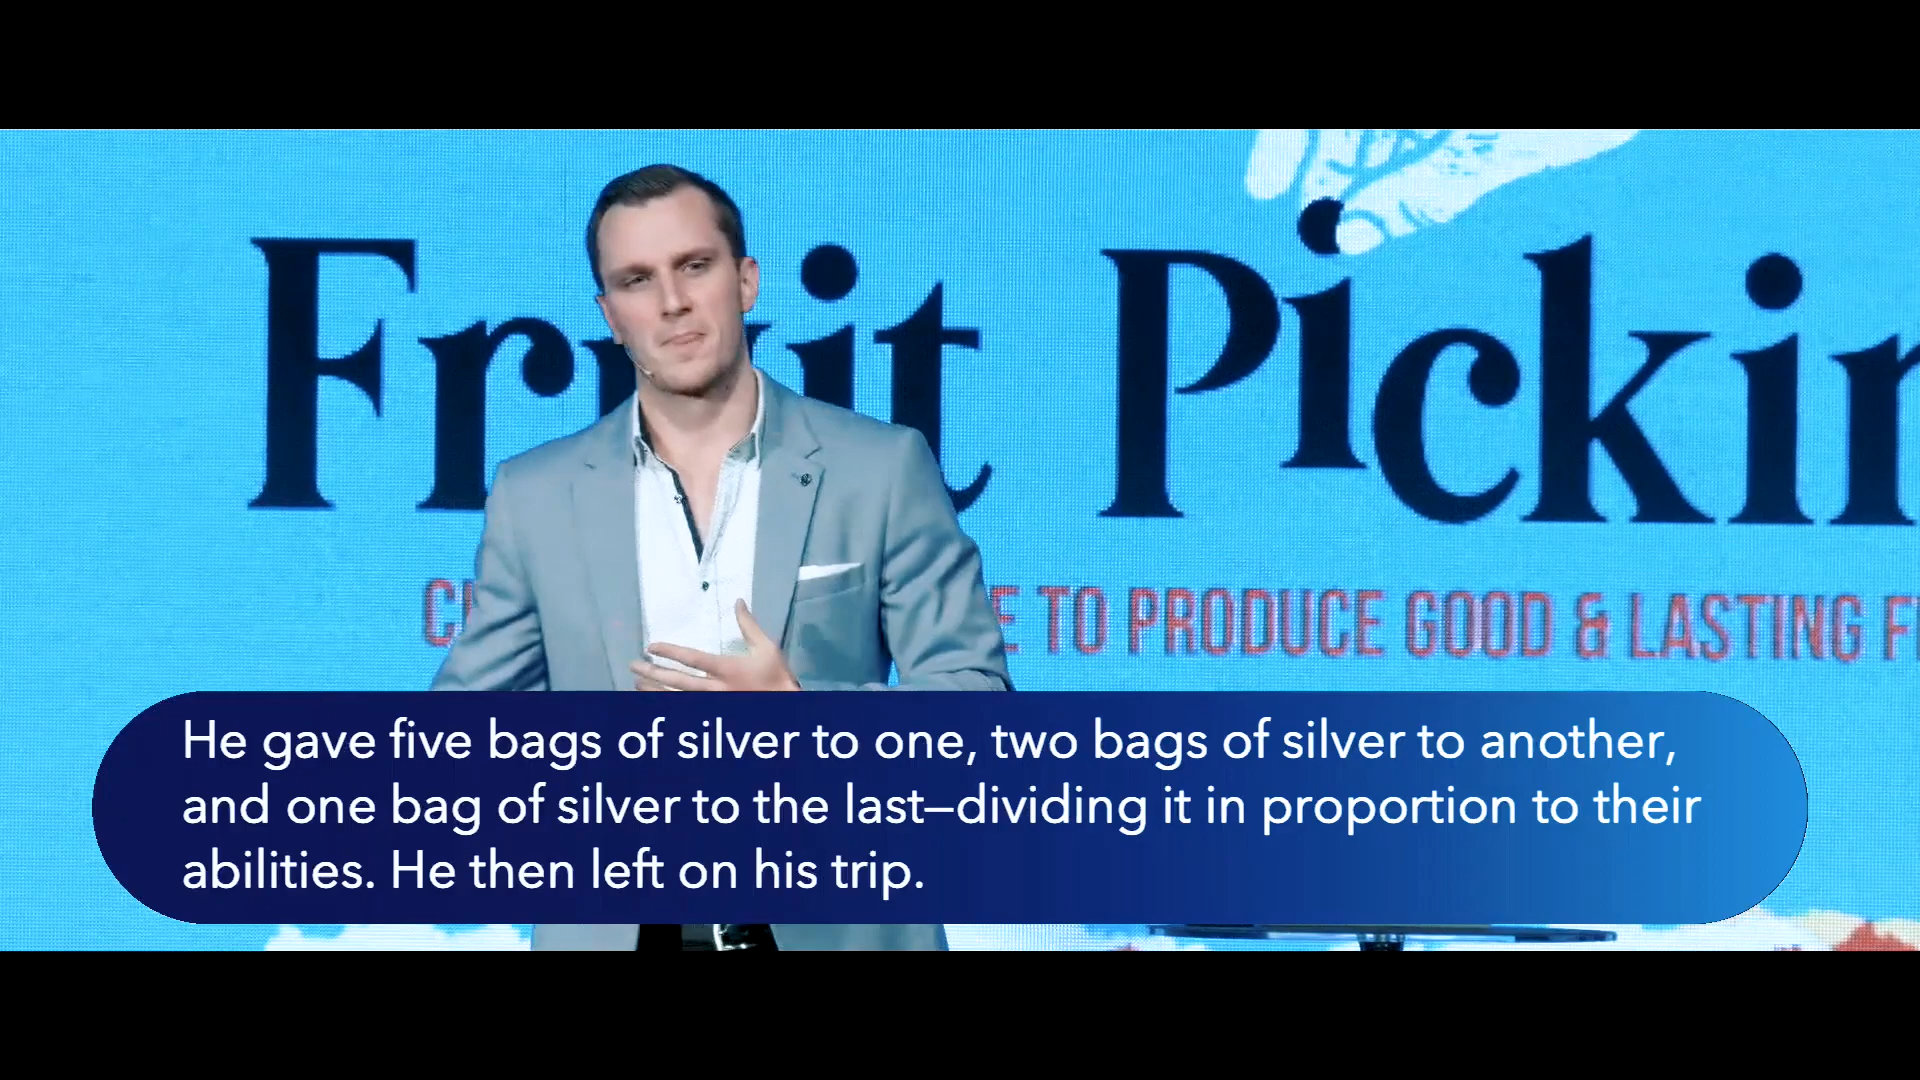 Fruit Pickin
TO PRODUCE GOOD & LASTING
He gave five bags of silver to one, two bags of silver to another,
and one bag of silver to the last—dividing it in proportion to their
abilities. He then left on his trip.